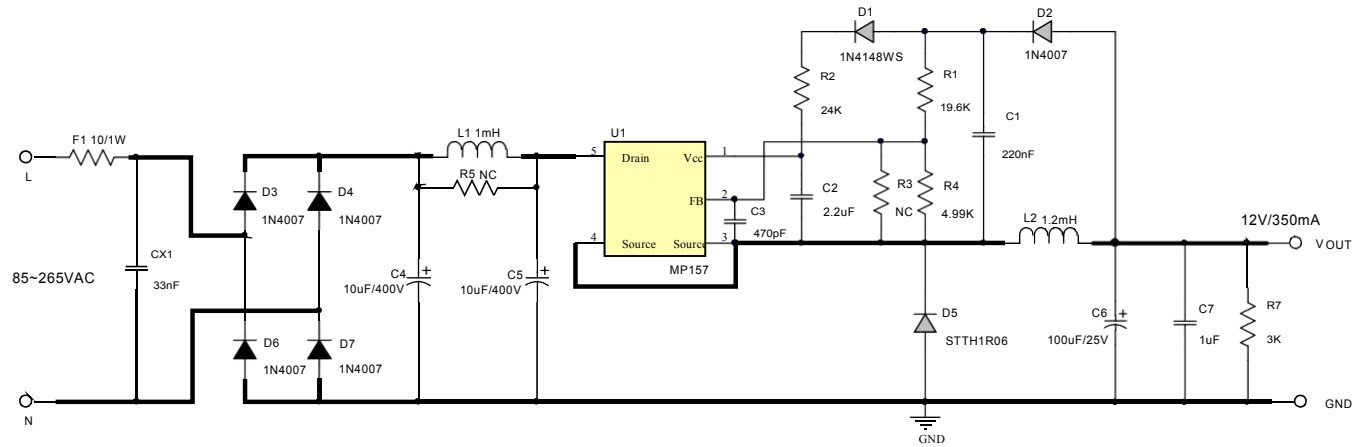 D1
1N4148WS
D2
1N4007
R2
24K
R1
19.6K
C1
220nF
F1 10/1W
L
L1 1mH
R5 NC
U1
5 Drain Vcc 1
FB 2
4 Source Source 3
MP157
C2
2.2uF
C3
470pF
R3
NC
R4
4.99K
L2 1.2mH
12V/350mA
VOUT
D3
1N4007
D4
1N4007
CX1
33nF
85~265VAC
C4
10uF/400V
C5
10uF/400V
D5
STTH1R06
C6
100uF/25V
C7
1uF
R7
3K
D6
1N4007
D7
1N4007
N
GND
GND
+
+
+